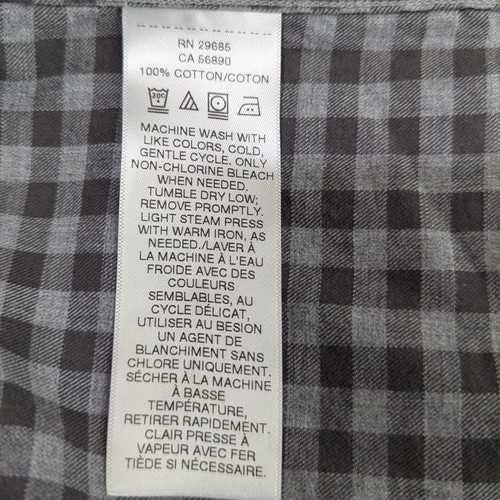 RN 29685
CA 56890
100% COTTON/COTON
30C
MACHINE WASH WITH
LIKE COLORS, COLD,
GENTLE CYCLE. ONLY
NON-CHLORINE BLEACH
WHEN NEEDED.
TUMBLE DRY LOW;
REMOVE PROMPTLY.
LIGHT STEAM PRESS
WITH WARM IRON, AS
NEEDED./LAVER À
LA MACHINE À L'EAU
FROIDE AVEC DES
COULEURS
SEMBLABLES, AU
CYCLE DÉLICAT,
UTILISER AU BESION
UN AGENT DE
BLANCHIMENT SANS
CHLORE UNIQUEMENT.
SÉCHER À LA MACHINE
À BASSE
TEMPÉRATURE,
RETIRER RAPIDEMENT.
CLAIR PRESSE À
VAPEUR AVEC FER
TIÈDE SI NÉCESSAIRE.